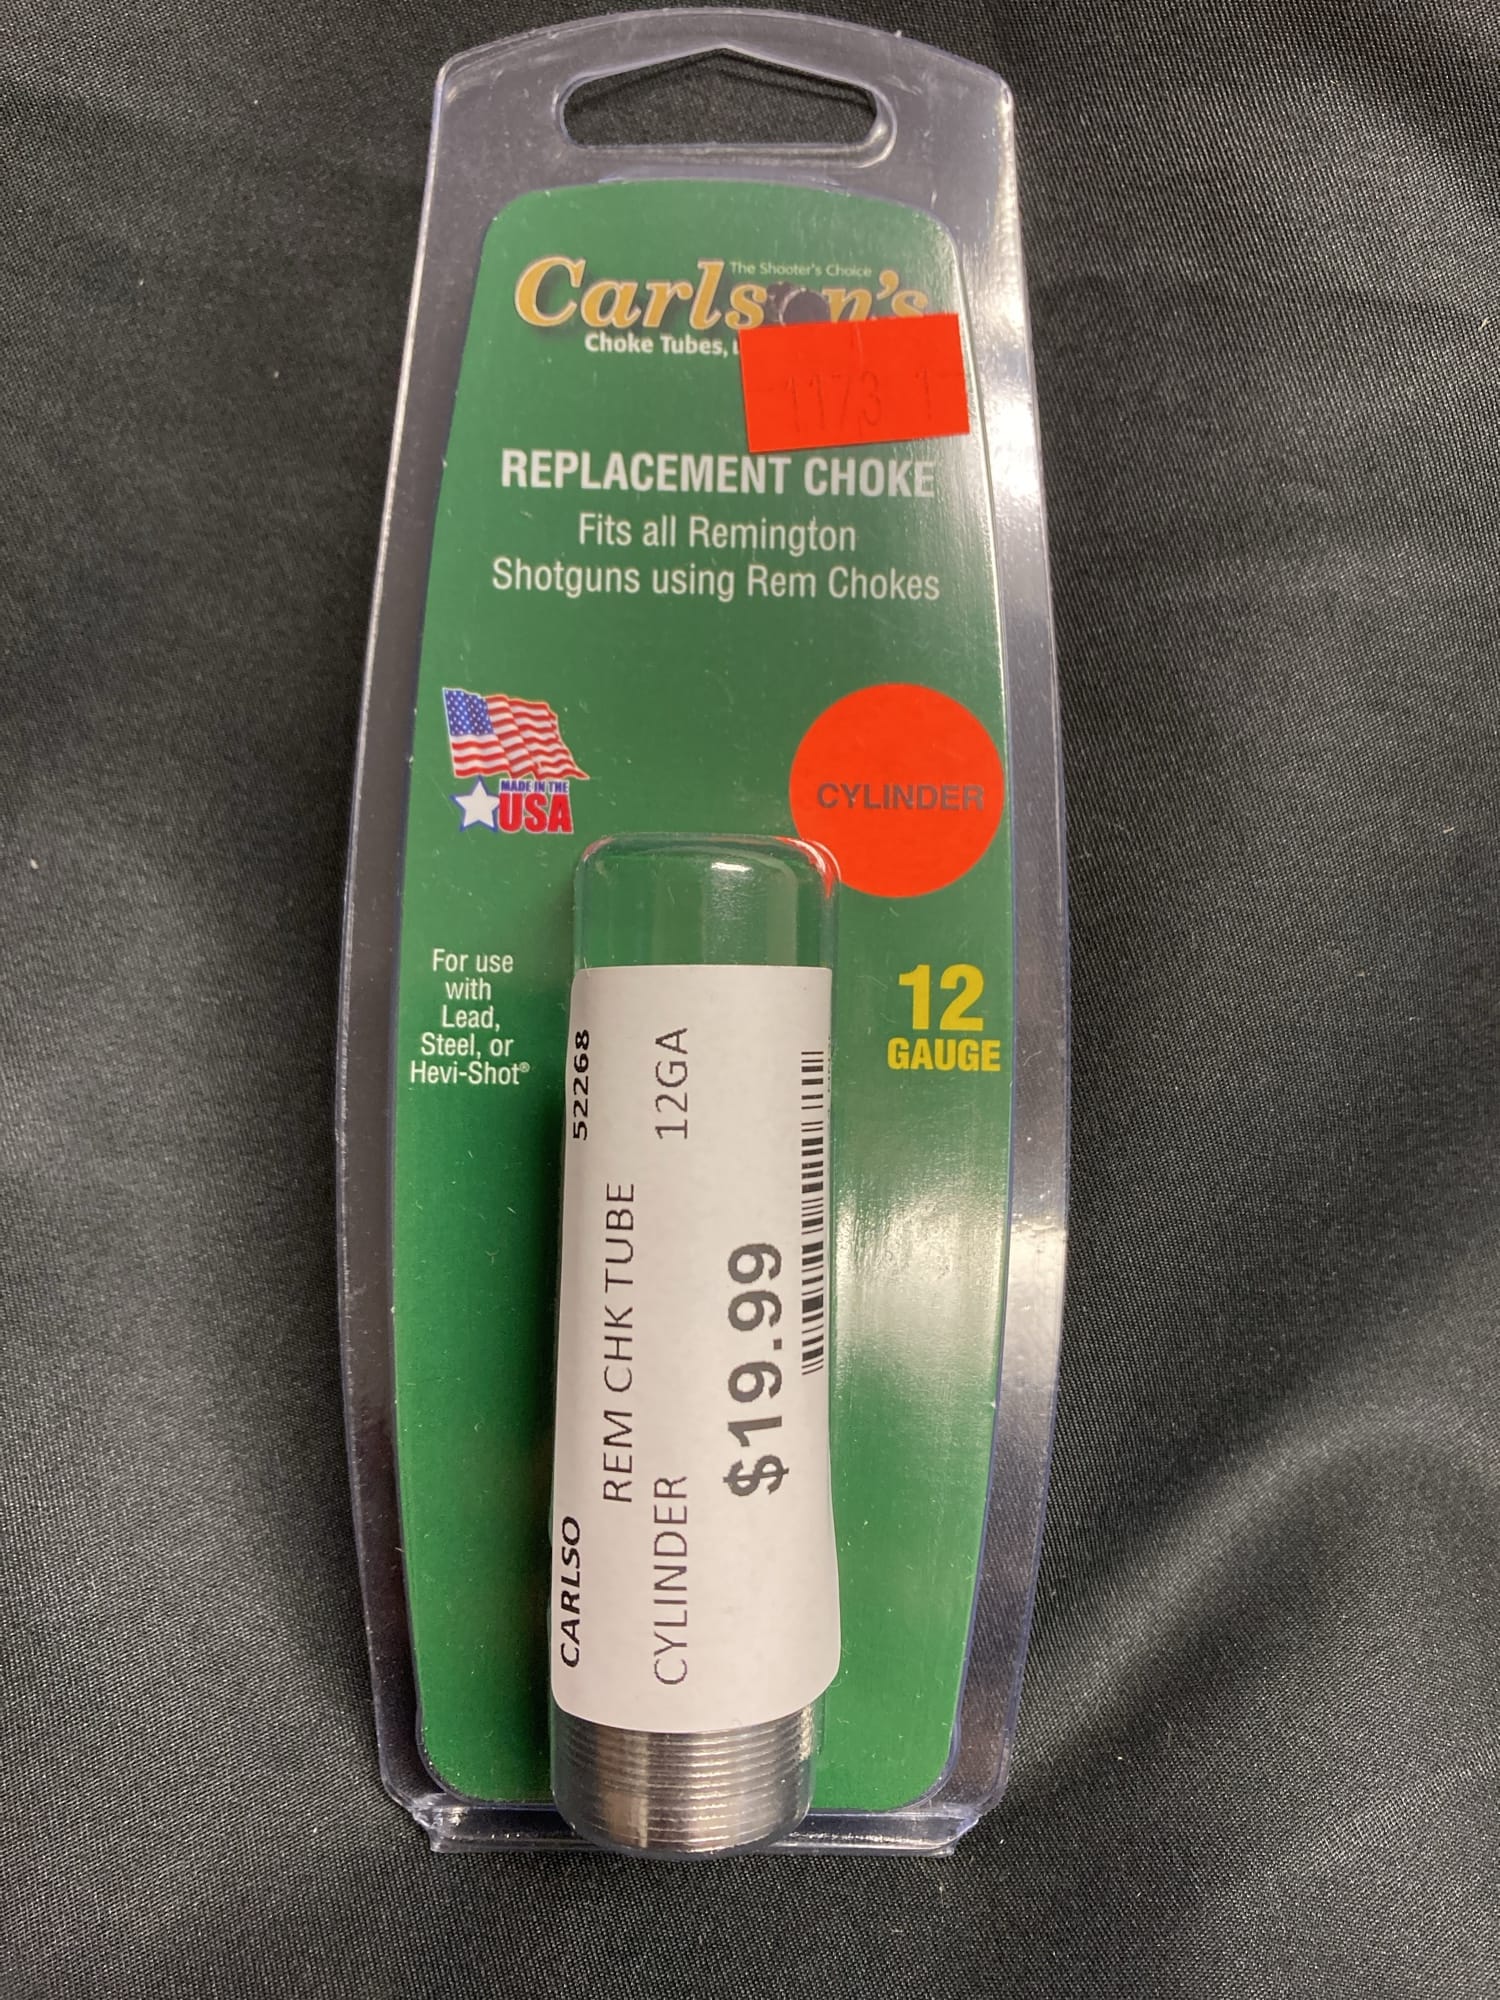 The Shooter's Choice
Carlson's
Choke Tubes,
1173 1
REPLACEMENT CHOKE
Fits all Remington
Shotguns using Rem Chokes
MADE IN THE
USA
CYLINDER
For use
with
Lead,
Steel, or
Hevi-Shot®
12
GAUGE
CARLSO 52268
REM CHK TUBE
CYLINDER 12GA
$19.99